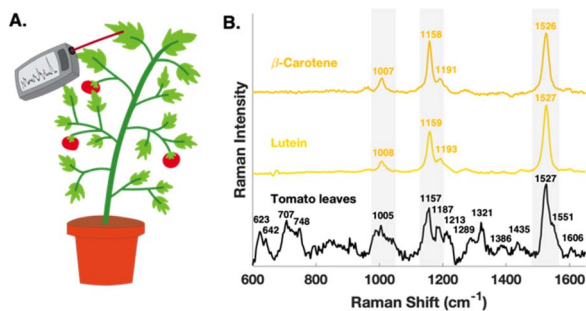 A.
B.
Raman Intensity
β-Carotene
1007
1158
1191
1526
Lutein
1008
1159
1193
1527
Tomato leaves
623
642
707
748
1005
1157
1187
1213
1289
1321
1386
1435
1527
1551
1606
600 800 1000 1200 1400 1600
Raman Shift (cm⁻¹)